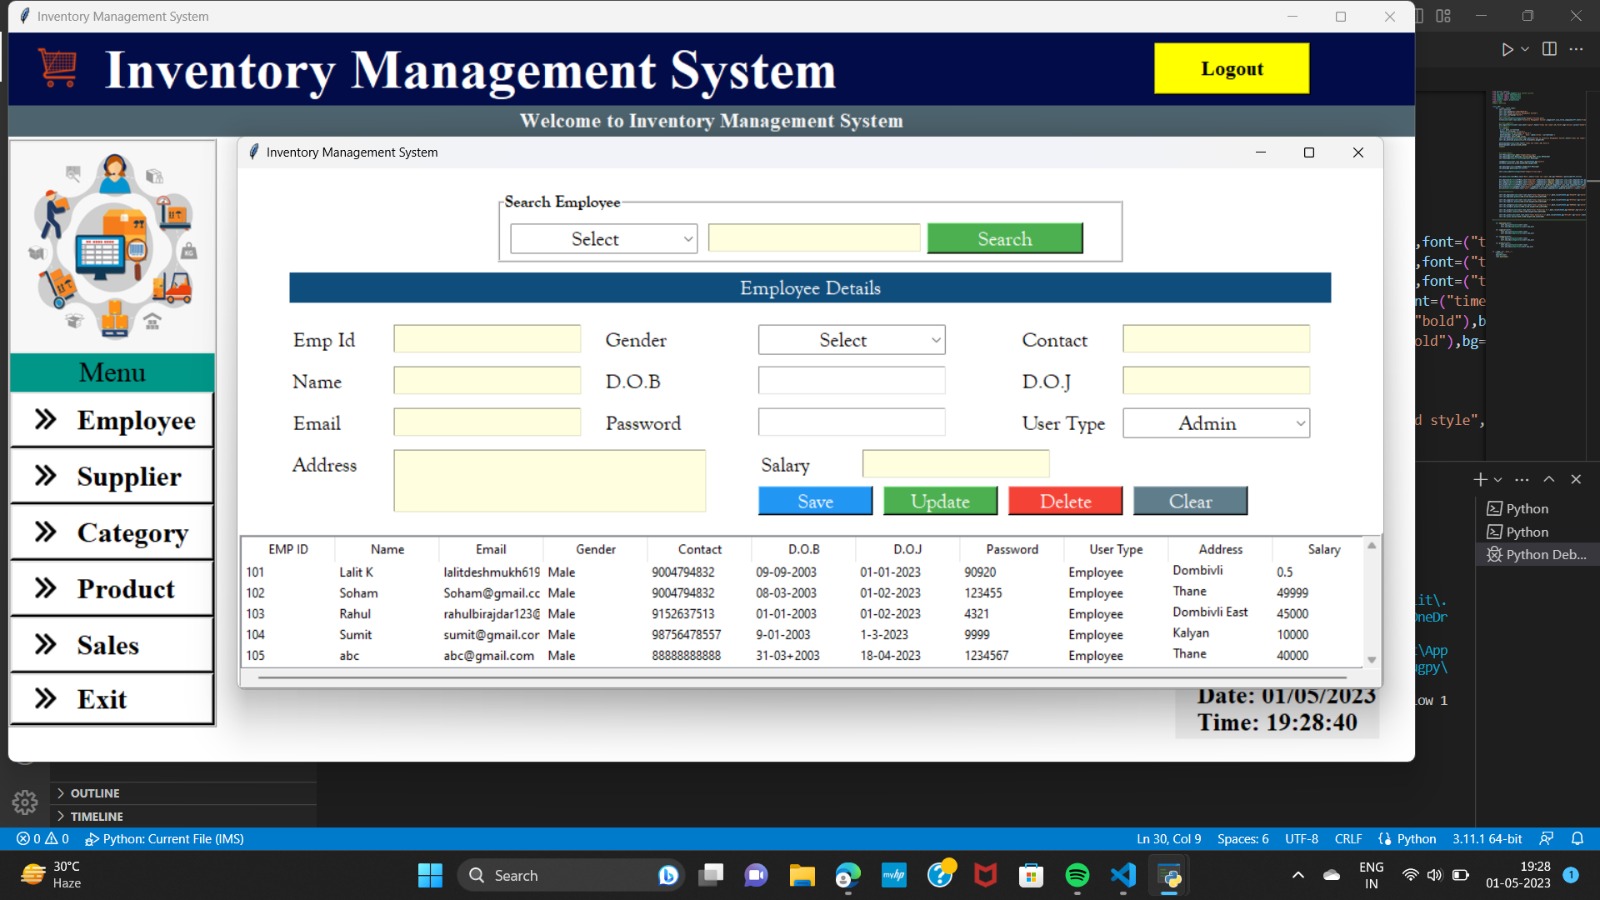 Inventory Management System
Inventory Management System
Logout
Welcome to Inventory Management System
Inventory Management System
Search Employee
Select
Search
Employee Details
Emp Id
Gender
Select
Contact
Name
D.O.B
D.O.J
Email
Password
User Type
Admin
Address
Salary
Save
Update
Delete
Clear
EMP ID Name Email Gender Contact D.O.B D.O.J Password User Type Address Salary
101 Lalit K lalitdeshmukh619 Male 9004794832 09-09-2003 01-01-2023 90920 Employee Dombivli 0.5
102 Soham Soham@gmail.cc Male 9004794832 08-03-2003 01-02-2023 123455 Employee Thane 49999
103 Rahul rahulbirajdar123@ Male 9152637513 01-01-2003 01-02-2023 4321 Employee Dombivli East 45000
104 Sumit sumit@gmail.cor Male 98756478557 9-01-2003 1-3-2023 9999 Employee Kalyan 10000
105 abc abc@gmail.com Male 88888888888 31-03+2003 18-04-2023 1234567 Employee Thane 40000
Menu
Employee
Supplier
Category
Product
Sales
Exit
Date: 01/05/2023
Time: 19:28:40
,font=("t
,font=("t
,font=("t
nt=("time
"bold"),b
old"),bg=
d style",
Python
Python
Python Deb...
it\.
OneDr
t\App
ugpy\
low 1
OUTLINE
TIMELINE
0 0 Python: Current File (IMS)
Ln 30, Col 9 Spaces: 6 UTF-8 CRLF Python 3.11.1 64-bit
30°C
Haze
Search
myhp
ENG
IN
19:28
01-05-2023
1